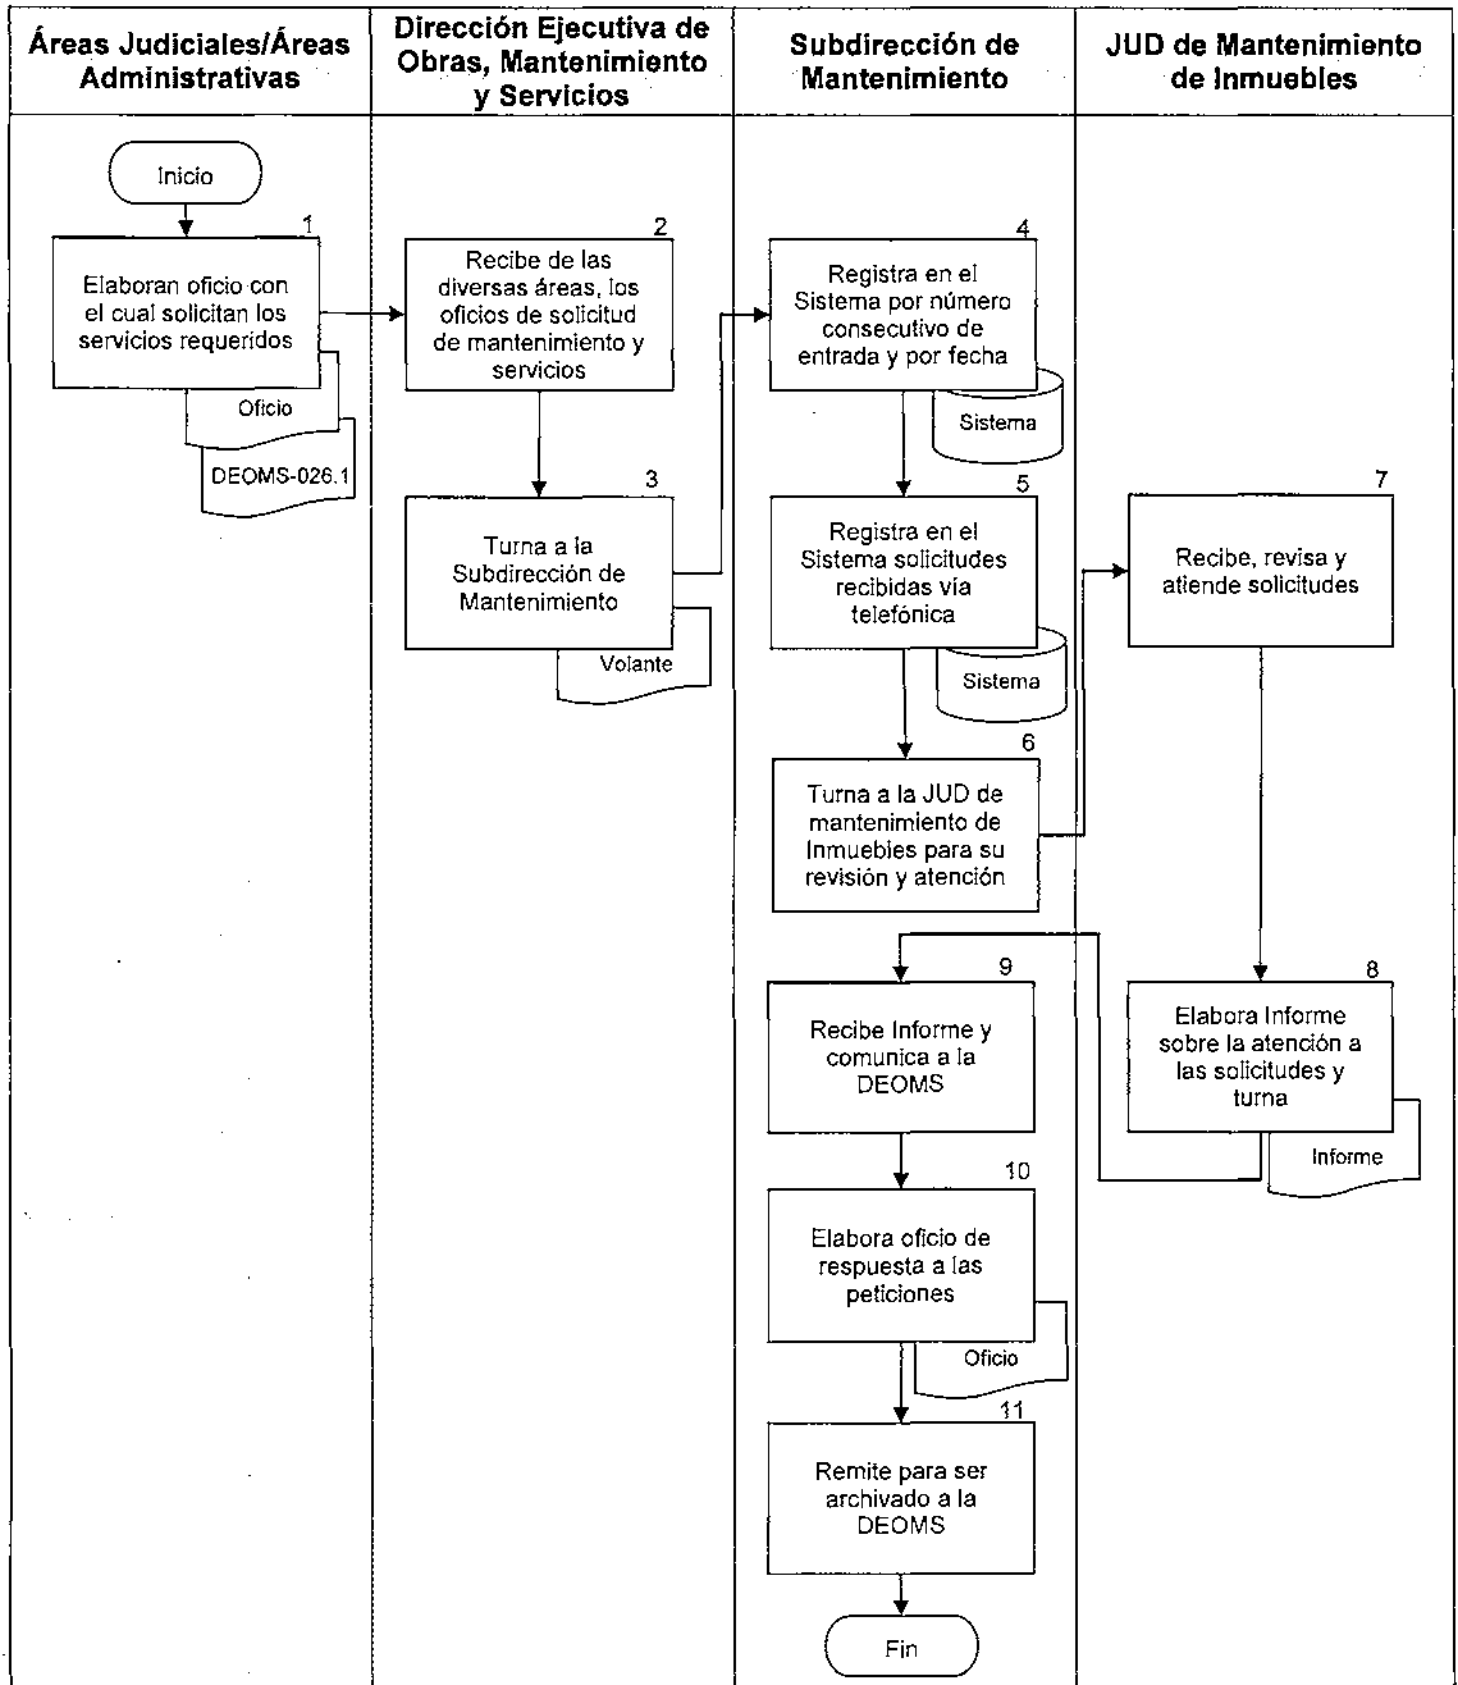 Áreas Judiciales/Áreas
Administrativas
Dirección Ejecutiva de
Obras, Mantenimiento
y Servicios
Subdirección de
Mantenimiento
JUD de Mantenimiento
de Inmuebles
Inicio
1
Elaboran oficio con
el cual solicitan los
servicios requeridos
Oficio
DEOMS-026.1
2
Recibe de las
diversas áreas, los
oficios de solicitud
de mantenimiento y
servicios
3
Turna a la
Subdirección de
Mantenimiento
Volante
4
Registra en el
Sistema por número
consecutivo de
entrada y por fecha
Sistema
5
Registra en el
Sistema solicitudes
recibidas vía
telefónica
Sistema
6
Turna a la JUD de
mantenimiento de
Inmuebles para su
revisión y atención
7
Recibe, revisa y
atiende solicitudes
8
Elabora Informe
sobre la atención a
las solicitudes y
turna
Informe
9
Recibe Informe y
comunica a la
DEOMS
10
Elabora oficio de
respuesta a las
peticiones
Oficio
11
Remite para ser
archivado a la
DEOMS
Fin